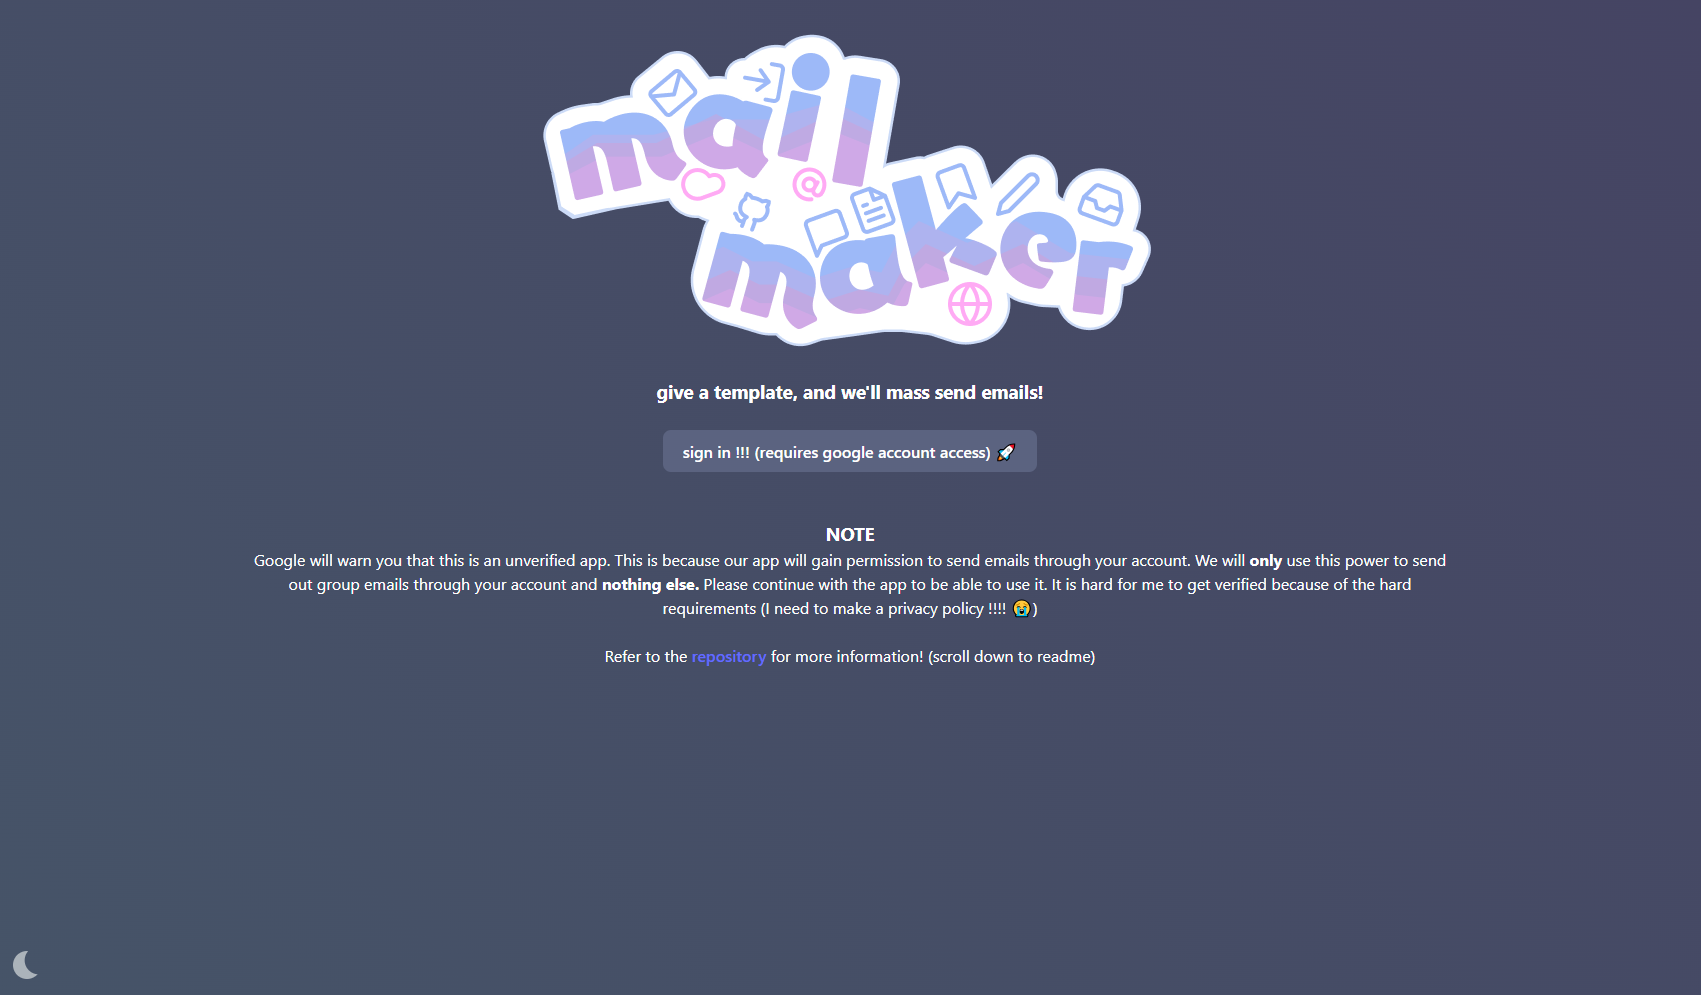 mail
maker
give a template, and we'll mass send emails!
sign in !!! (requires google account access) 🚀
NOTE
Google will warn you that this is an unverified app. This is because our app will gain permission to send emails through your account. We will only use this power to send
out group emails through your account and nothing else. Please continue with the app to be able to use it. It is hard for me to get verified because of the hard
requirements (I need to make a privacy policy !!!! 😭)
Refer to the repository for more information! (scroll down to readme)